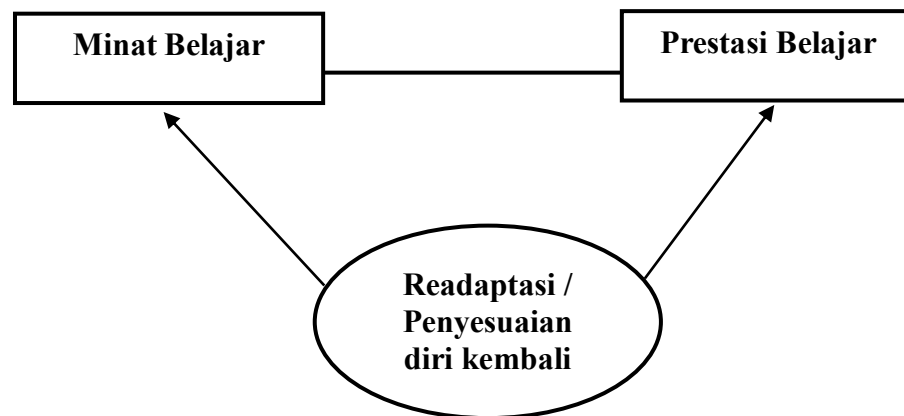 Minat Belajar
Prestasi Belajar
Readaptasi /
Penyesuaian
diri kembali